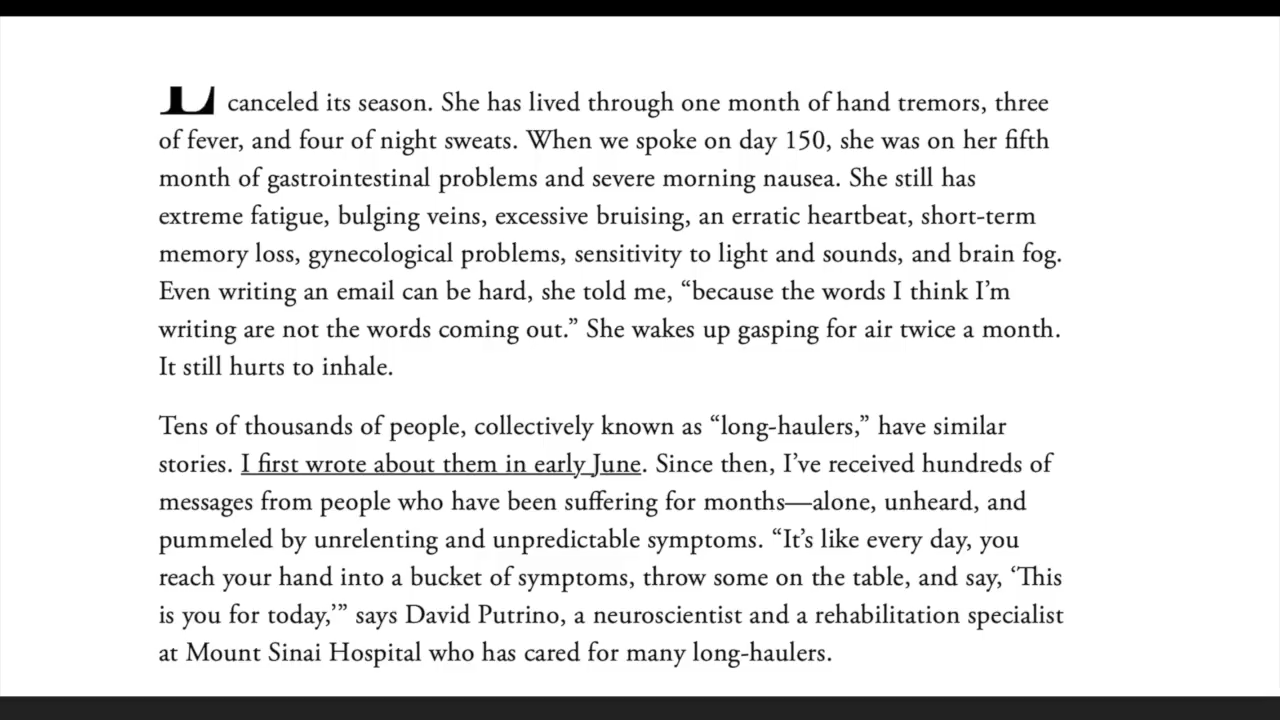 canceled its season. She has lived through one month of hand tremors, three
of fever, and four of night sweats. When we spoke on day 150, she was on her fifth
month of gastrointestinal problems and severe morning nausea. She still has
extreme fatigue, bulging veins, excessive bruising, an erratic heartbeat, short-term
memory loss, gynecological problems, sensitivity to light and sounds, and brain fog.
Even writing an email can be hard, she told me, “because the words I think I’m
writing are not the words coming out.” She wakes up gasping for air twice a month.
It still hurts to inhale.
Tens of thousands of people, collectively known as “long-haulers,” have similar
stories. I first wrote about them in early June. Since then, I’ve received hundreds of
messages from people who have been suffering for months—alone, unheard, and
pummeled by unrelenting and unpredictable symptoms. “It’s like every day, you
reach your hand into a bucket of symptoms, throw some on the table, and say, ‘This
is you for today,’” says David Putrino, a neuroscientist and a rehabilitation specialist
at Mount Sinai Hospital who has cared for many long-haulers.